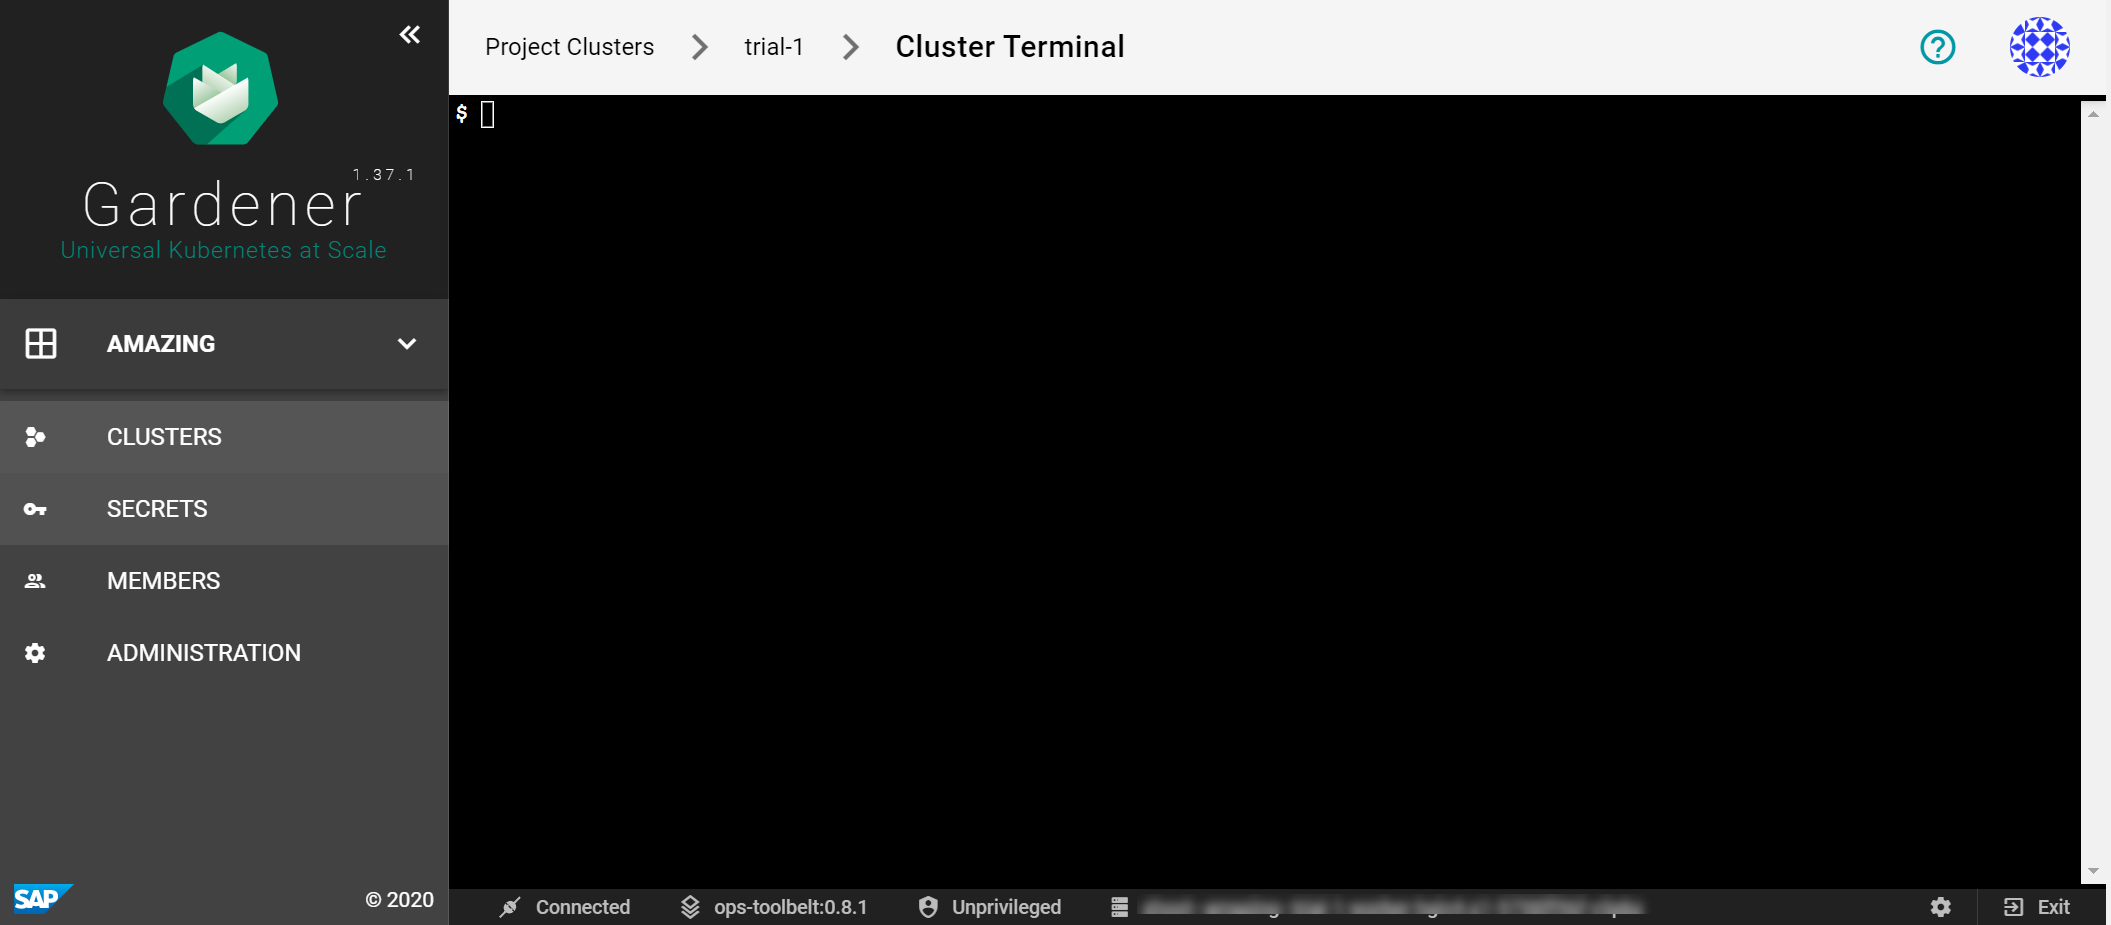 Project Clusters
trial-1
Cluster Terminal
$
1.37.1
Gardener
Universal Kubernetes at Scale
AMAZING
CLUSTERS
SECRETS
MEMBERS
ADMINISTRATION
SAP
© 2020
Connected
ops-toolbelt:0.8.1
Unprivileged
Exit